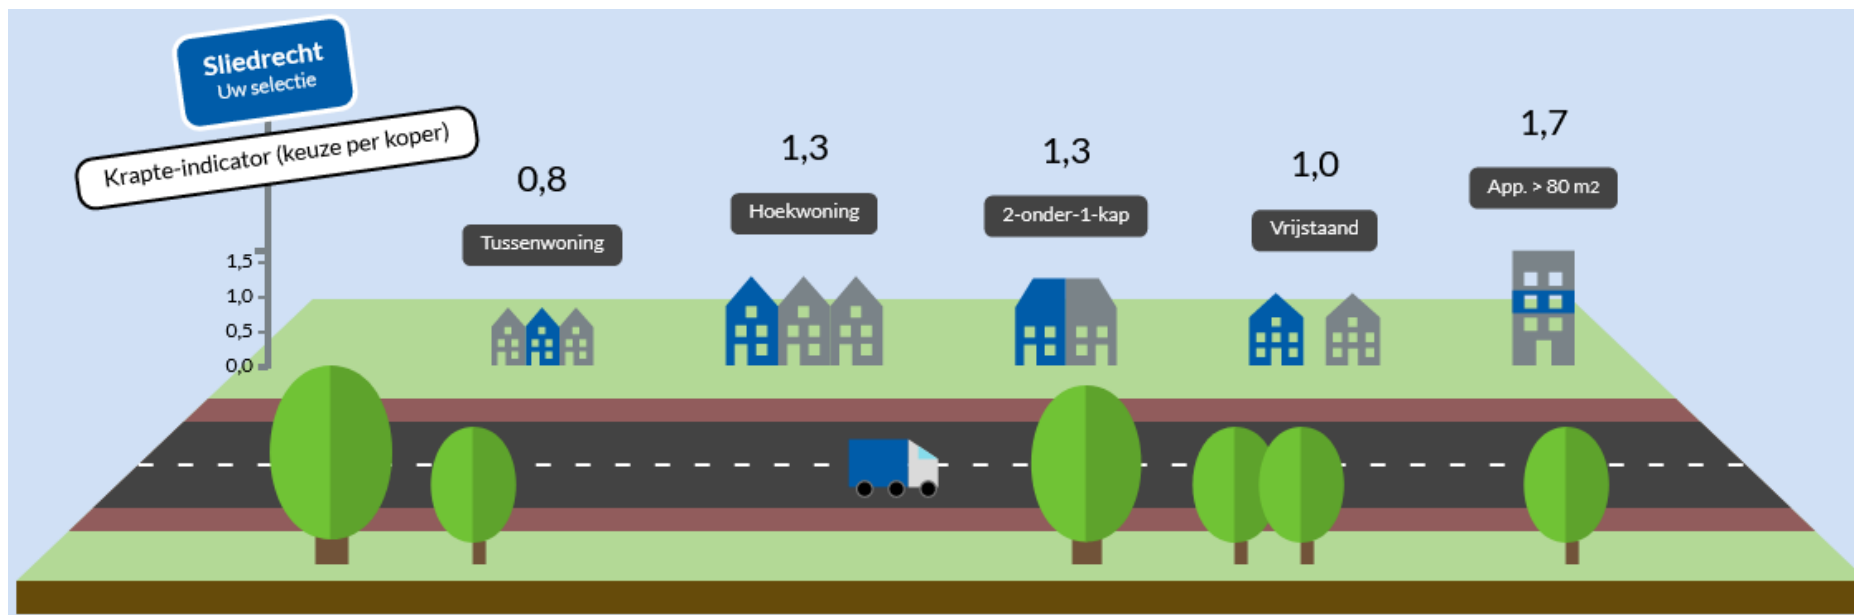 Sliedrecht
Uw selectie
Krapte-indicator (keuze per koper)
1,5
1,0
0,5
0,0
0,8
Tussenwoning
1,3
Hoekwoning
1,3
2-onder-1-kap
1,0
Vrijstaand
1,7
App. > 80 m2